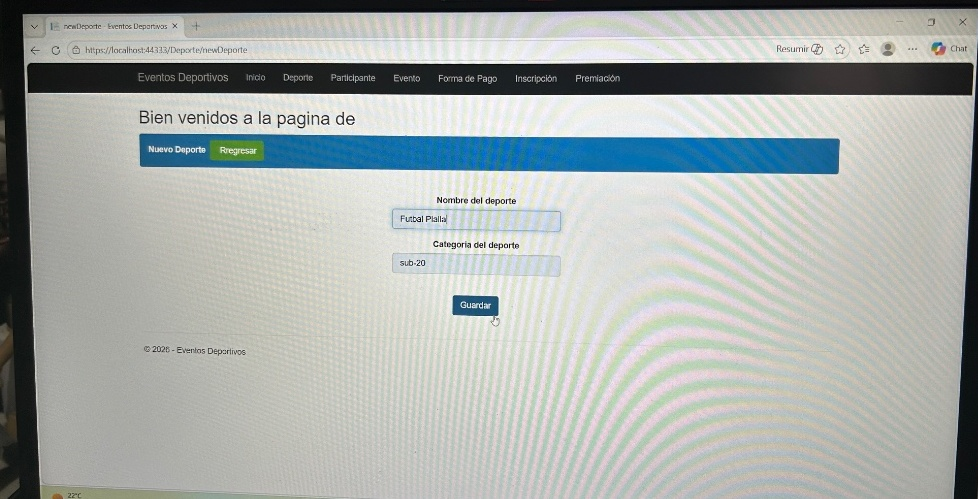 newDeporte - Eventos Deportivos
https://localhost:44333/Deporte/newDeporte
Resumir
Chat
Eventos Deportivos Inicio Deporte Participante Evento Forma de Pago Inscripción Premiación
Bien venidos a la pagina de
Nuevo Deporte Rregresar
Nombre del deporte
Futbal Plalla
Categoria del deporte
sub-20
Guardar
© 2026 - Eventos Deportivos
22°C